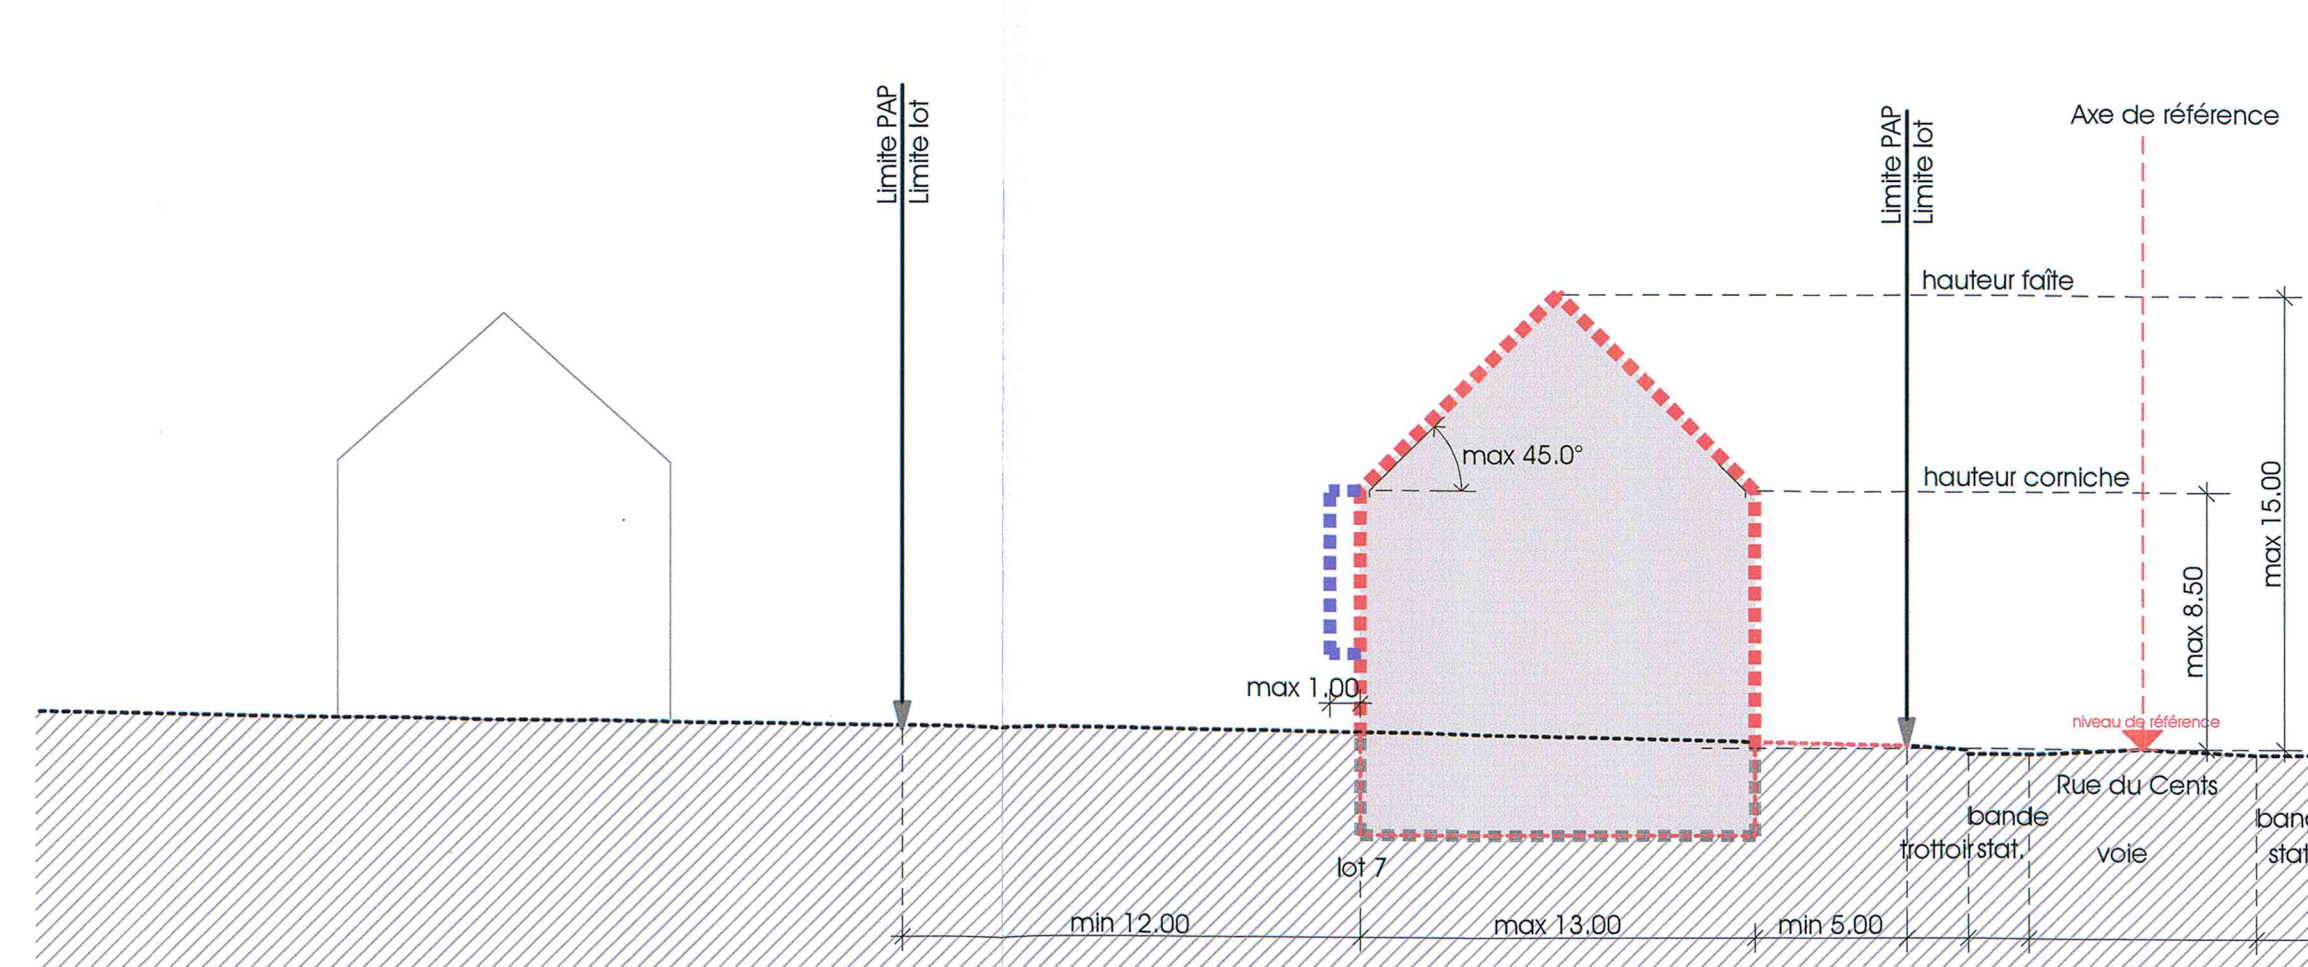 Limite PAP
Limite lot
Limite PAP
Limite lot
Axe de référence
hauteur faîte
max 45.0°
hauteur corniche
max 15.00
max 8.50
max 1.00
niveau de référence
Rue du Cents
bande
stat.
trottoir
voie
lot 7
min 12.00
max 13.00
min 5.00